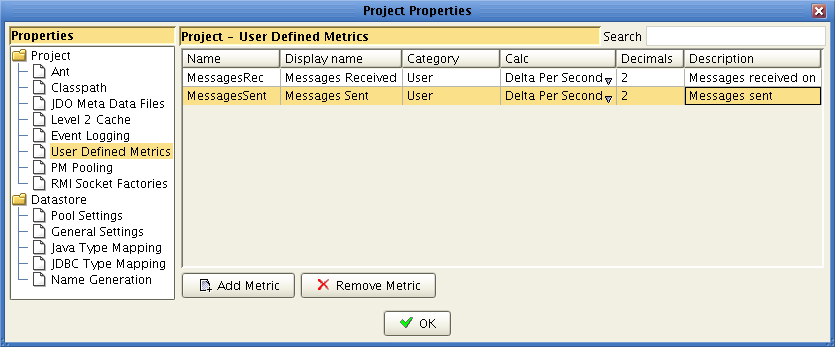 Project Properties
Properties
Project - User Defined Metrics
Search
Project
Ant
Classpath
JDO Meta Data Files
Level 2 Cache
Event Logging
User Defined Metrics
PM Pooling
RMI Socket Factories
Datastore
Pool Settings
General Settings
Java Type Mapping
JDBC Type Mapping
Name Generation
Name Display name Category Calc Decimals Description
MessagesRec Messages Received User Delta Per Second 2 Messages received on
MessagesSent Messages Sent User Delta Per Second 2 Messages sent
Add Metric Remove Metric
OK